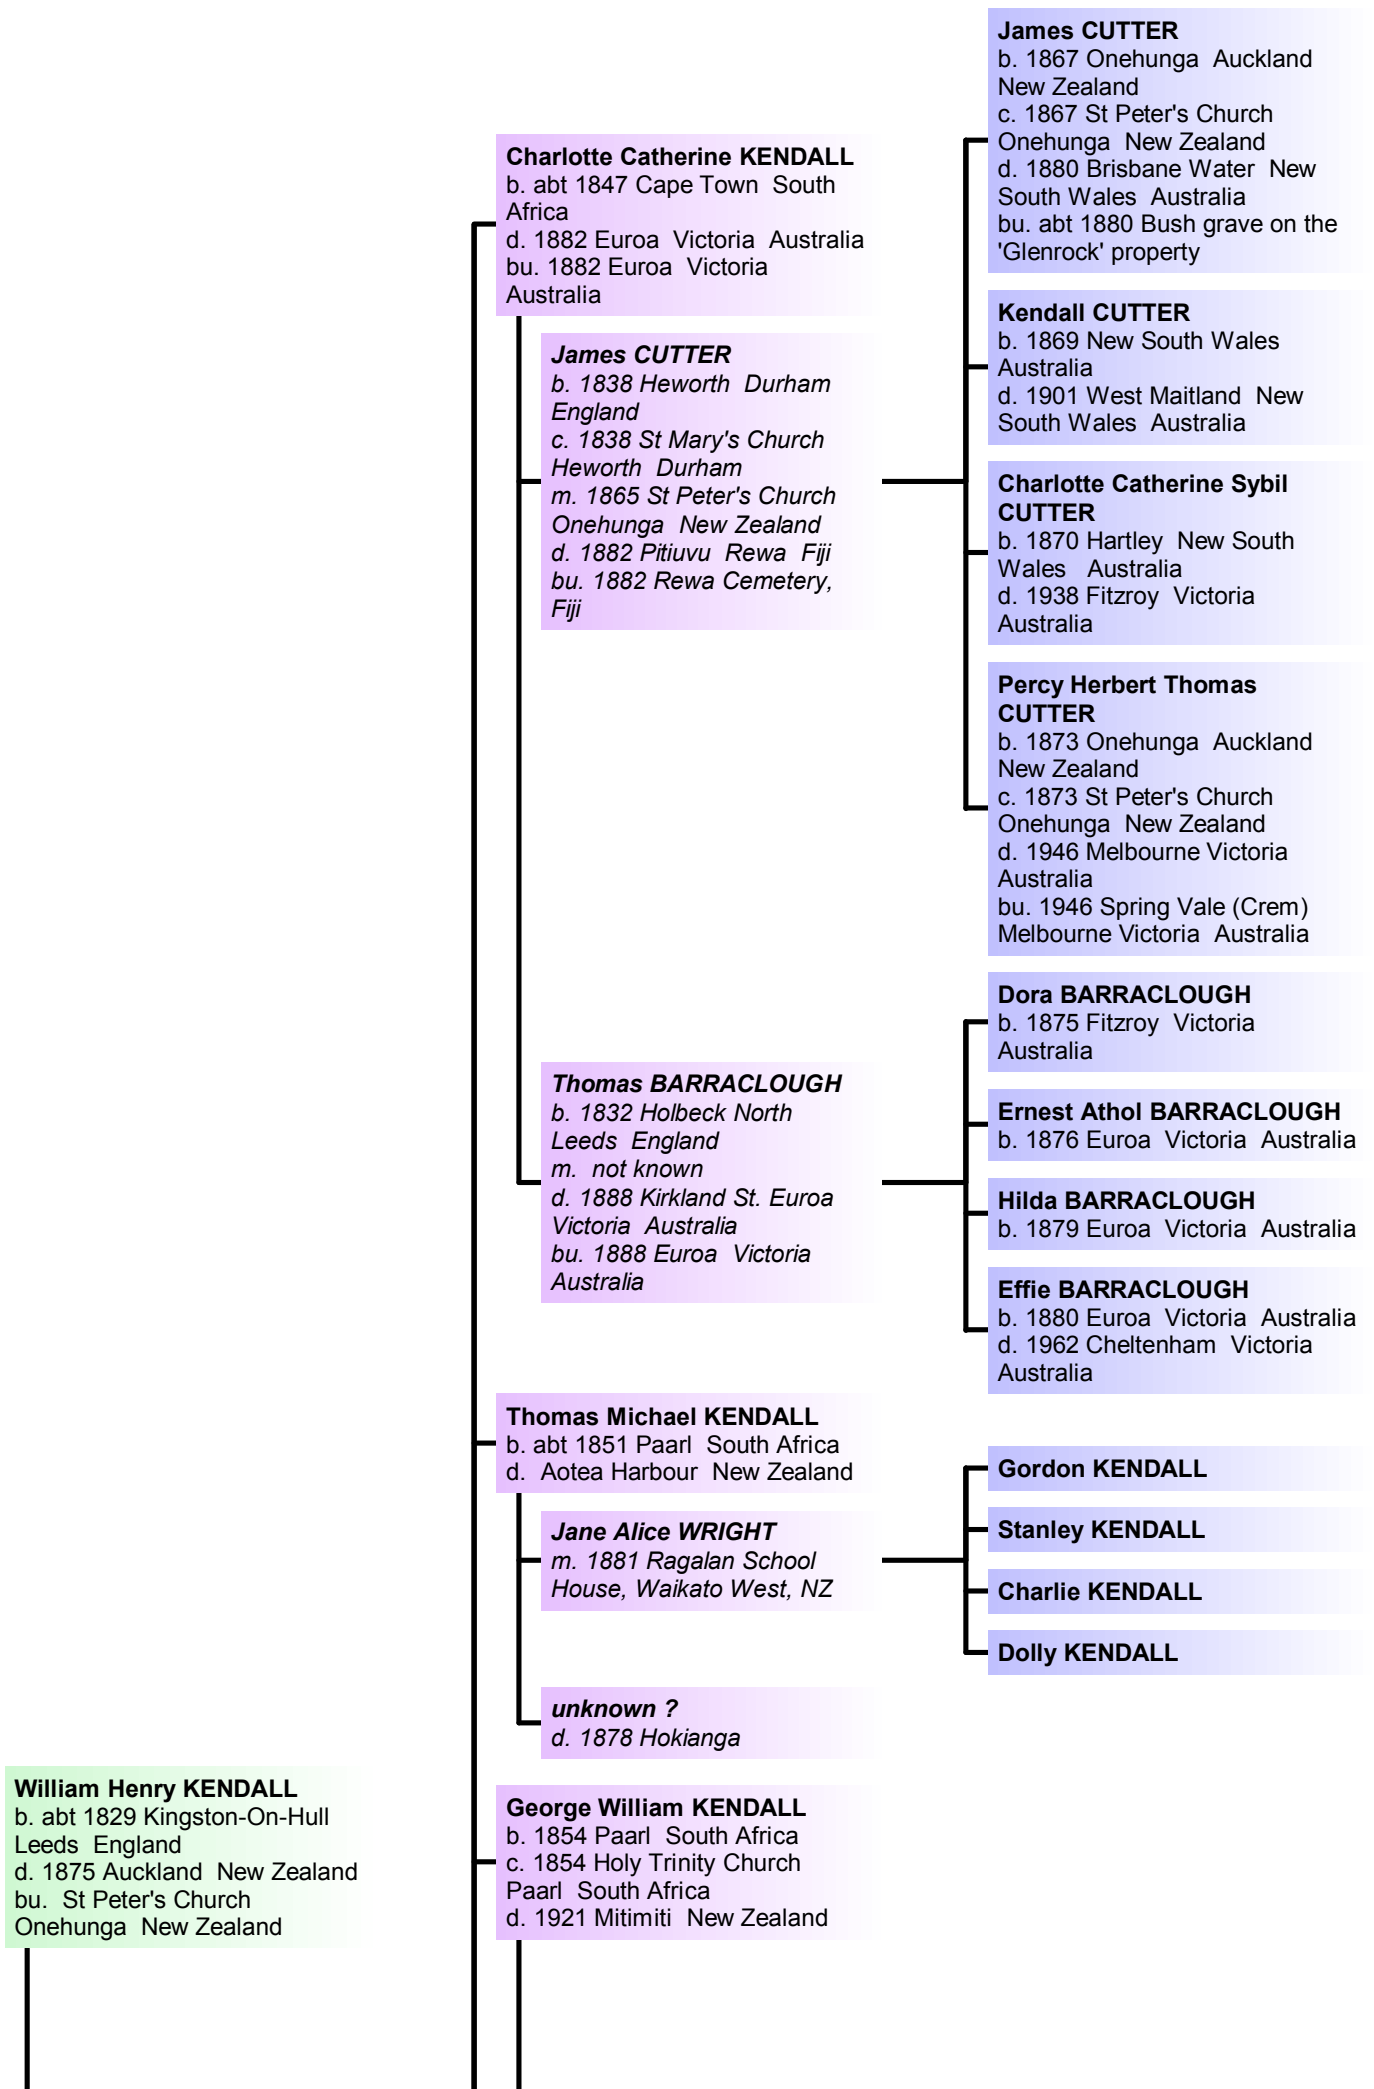 James CUTTER
b. 1867 Onehunga Auckland
New Zealand
c. 1867 St Peter's Church
Onehunga New Zealand
d. 1880 Brisbane Water New
South Wales Australia
bu. abt 1880 Bush grave on the
'Glenrock' property
Charlotte Catherine KENDALL
b. abt 1847 Cape Town South
Africa
d. 1882 Euroa Victoria Australia
bu. 1882 Euroa Victoria
Australia
Kendall CUTTER
b. 1869 New South Wales
Australia
d. 1901 West Maitland New
South Wales Australia
James CUTTER
b. 1838 Heworth Durham
England
c. 1838 St Mary's Church
Heworth Durham
m. 1865 St Peter's Church
Onehunga New Zealand
d. 1882 Pitiuvu Rewa Fiji
bu. 1882 Rewa Cemetery,
Fiji
Charlotte Catherine Sybil
CUTTER
b. 1870 Hartley New South
Wales Australia
d. 1938 Fitzroy Victoria
Australia
Percy Herbert Thomas
CUTTER
b. 1873 Onehunga Auckland
New Zealand
c. 1873 St Peter's Church
Onehunga New Zealand
d. 1946 Melbourne Victoria
Australia
bu. 1946 Spring Vale (Crem)
Melbourne Victoria Australia
Dora BARRACLOUGH
b. 1875 Fitzroy Victoria
Australia
Thomas BARRACLOUGH
b. 1832 Holbeck North
Leeds England
m. not known
d. 1888 Kirkland St. Euroa
Victoria Australia
bu. 1888 Euroa Victoria
Australia
Ernest Athol BARRACLOUGH
b. 1876 Euroa Victoria Australia
Hilda BARRACLOUGH
b. 1879 Euroa Victoria Australia
Effie BARRACLOUGH
b. 1880 Euroa Victoria Australia
d. 1962 Cheltenham Victoria
Australia
Thomas Michael KENDALL
b. abt 1851 Paarl South Africa
d. Aotea Harbour New Zealand
Gordon KENDALL
Jane Alice WRIGHT
m. 1881 Ragalan School
House, Waikato West, NZ
Stanley KENDALL
Charlie KENDALL
Dolly KENDALL
unknown ?
d. 1878 Hokianga
William Henry KENDALL
b. abt 1829 Kingston-On-Hull
Leeds England
d. 1875 Auckland New Zealand
bu. St Peter's Church
Onehunga New Zealand
George William KENDALL
b. 1854 Paarl South Africa
c. 1854 Holy Trinity Church
Paarl South Africa
d. 1921 Mitimiti New Zealand